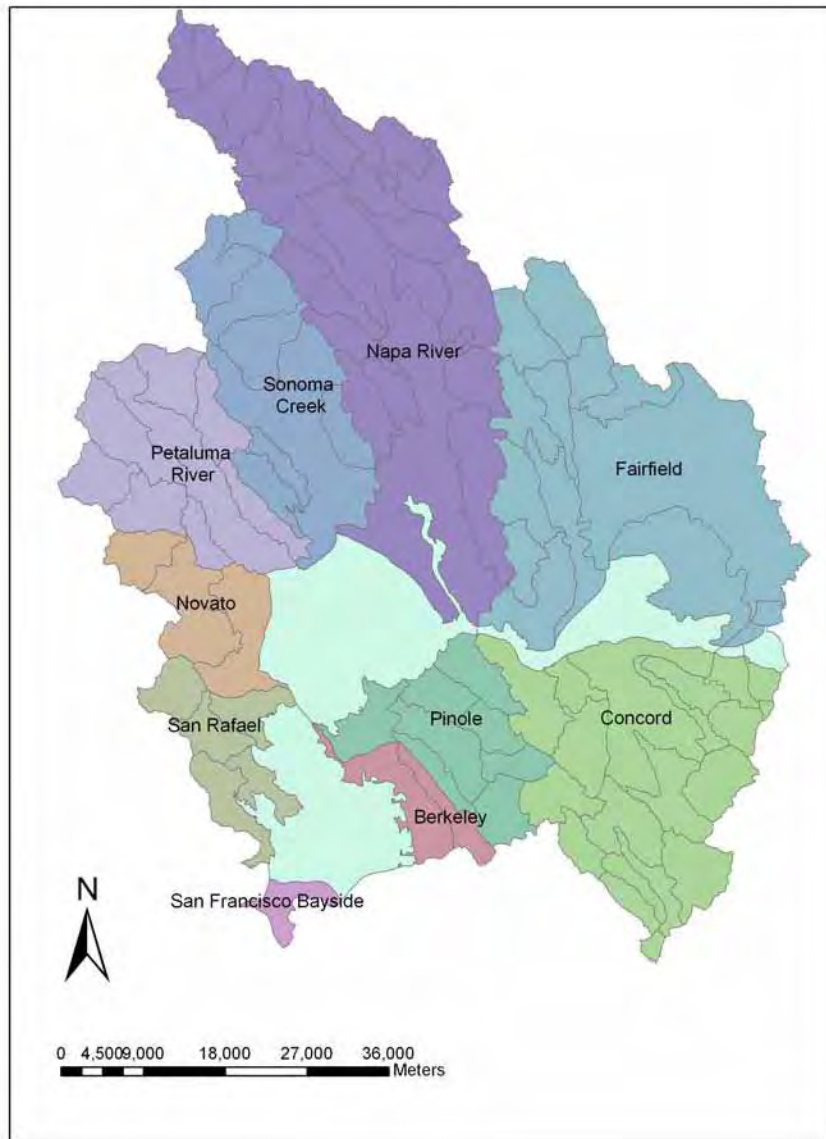 Napa River
Sonoma
Creek
Petaluma
River
Fairfield
Novato
San Rafael
Pinole
Concord
Berkeley
San Francisco Bayside
N
0 4,5009,000 18,000 27,000 36,000
Meters